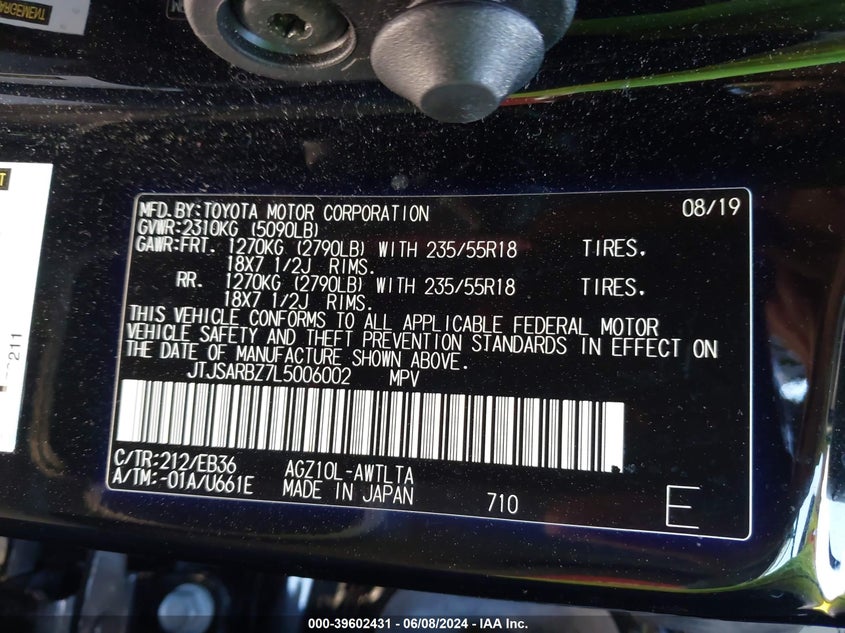 MFD.BY:TOYOTA MOTOR CORPORATION 08/19
GVWR:2310KG (5090LB)
GAWR:FRT. 1270KG (2790LB) WITH 235/55R18 TIRES.
18X7 1/2J RIMS.
RR. 1270KG (2790LB) WITH 235/55R18 TIRES.
18X7 1/2J RIMS.
THIS VEHICLE CONFORMS TO ALL APPLICABLE FEDERAL MOTOR
VEHICLE SAFETY AND THEFT PREVENTION STANDARDS IN EFFECT ON
THE DATE OF MANUFACTURE SHOWN ABOVE.
JTJSARBZ7L5006002 MPV
C/TR:212/EB36 AGZ10L-AWTLTA
A/TM:-01A/U661E MADE IN JAPAN 710 E
000-39602431 - 06/08/2024 - IAA Inc.